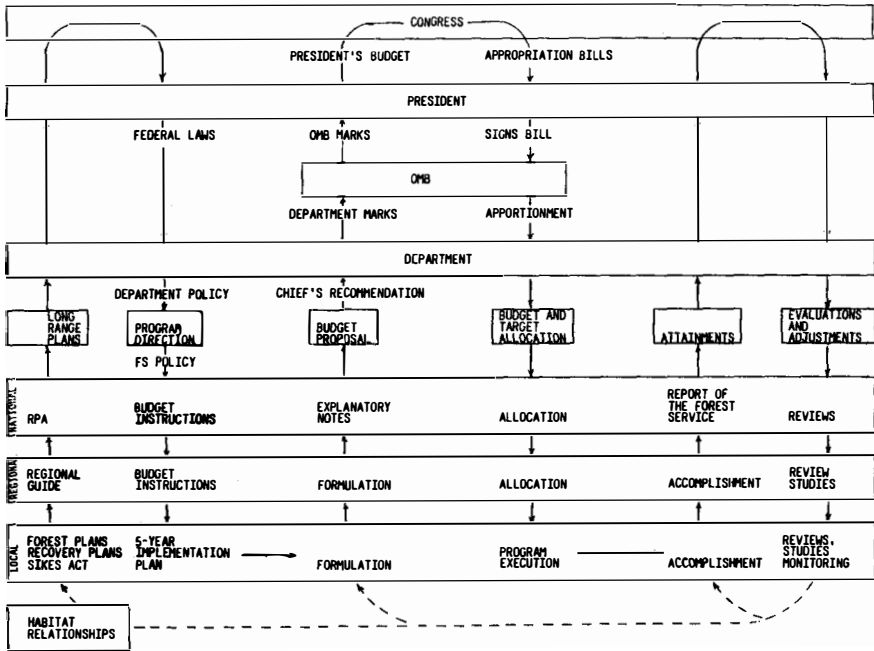 CONGRESS
PRESIDENT'S BUDGET
APPROPRIATION BILLS
PRESIDENT
FEDERAL LAWS
OMB MARKS
SIGNS BILL
OMB
DEPARTMENT MARKS
APPORTIONMENT
DEPARTMENT
DEPARTMENT POLICY
CHIEF'S RECOMMENDATION
LONG
RANGE
PLANS
PROGRAM
DIRECTION
BUDGET
PROPOSAL
BUDGET AND
TARGET
ALLOCATION
ATTAINMENTS
EVALUATIONS
AND
ADJUSTMENTS
FS POLICY
NATIONAL
RPA
BUDGET
INSTRUCTIONS
EXPLANATORY
NOTES
ALLOCATION
REPORT OF
THE FOREST
SERVICE
REVIEWS
REGIONAL
REGIONAL
GUIDE
BUDGET
INSTRUCTIONS
FORMULATION
ALLOCATION
ACCOMPLISHMENT
REVIEW
STUDIES
LOCAL
FOREST PLANS
RECOVERY PLANS
SIKES ACT
5-YEAR
IMPLEMENTATION
PLAN
FORMULATION
PROGRAM
EXECUTION
ACCOMPLISHMENT
REVIEWS,
STUDIES
MONITORING
HABITAT
RELATIONSHIPS